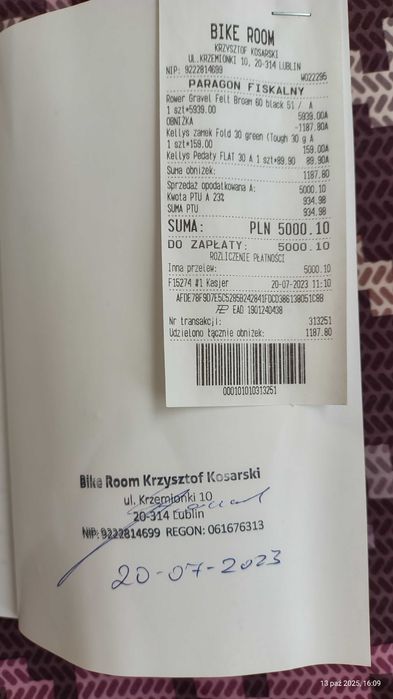 BIKE ROOM
KRZYSZTOF KOSARSKI
UL.KRZEMIONKI 10, 20-314 LUBLIN
NIP: 9222814699 W022295
PARAGON FISKALNY
Rower Gravel Felt Broam 60 black 51 / A
1 szt*5939.00 5939.00A
OBNIŻKA -1187.80A
Kellys zamek Fold 30 green (Tough 30 g A
1 szt*159.00 159.00A
Kellys Pedały FLAT 30 A 1 szt*89.90 89.90A
Suma obniżek: 1187.80
Sprzedaż opodatkowana A: 5000.10
Kwota PTU A 23% 934.98
SUMA PTU 934.98
SUMA: PLN 5000.10
DO ZAPŁATY: 5000.10
ROZLICZENIE PŁATNOŚCI
Inna przelew: 5000.10
F15274 #1 Kasjer 20-07-2023 11:10
EAD 1901240438
Nr transakcji: 313251
Udzielono łącznie obniżek: 1187.80
000101010313251
Bike Room Krzysztof Kosarski
ul. Krzemionki 10
20-314 Lublin
NIP: 9222814699 REGON: 061676313
20-07-2023
13 paź 2025, 16:09